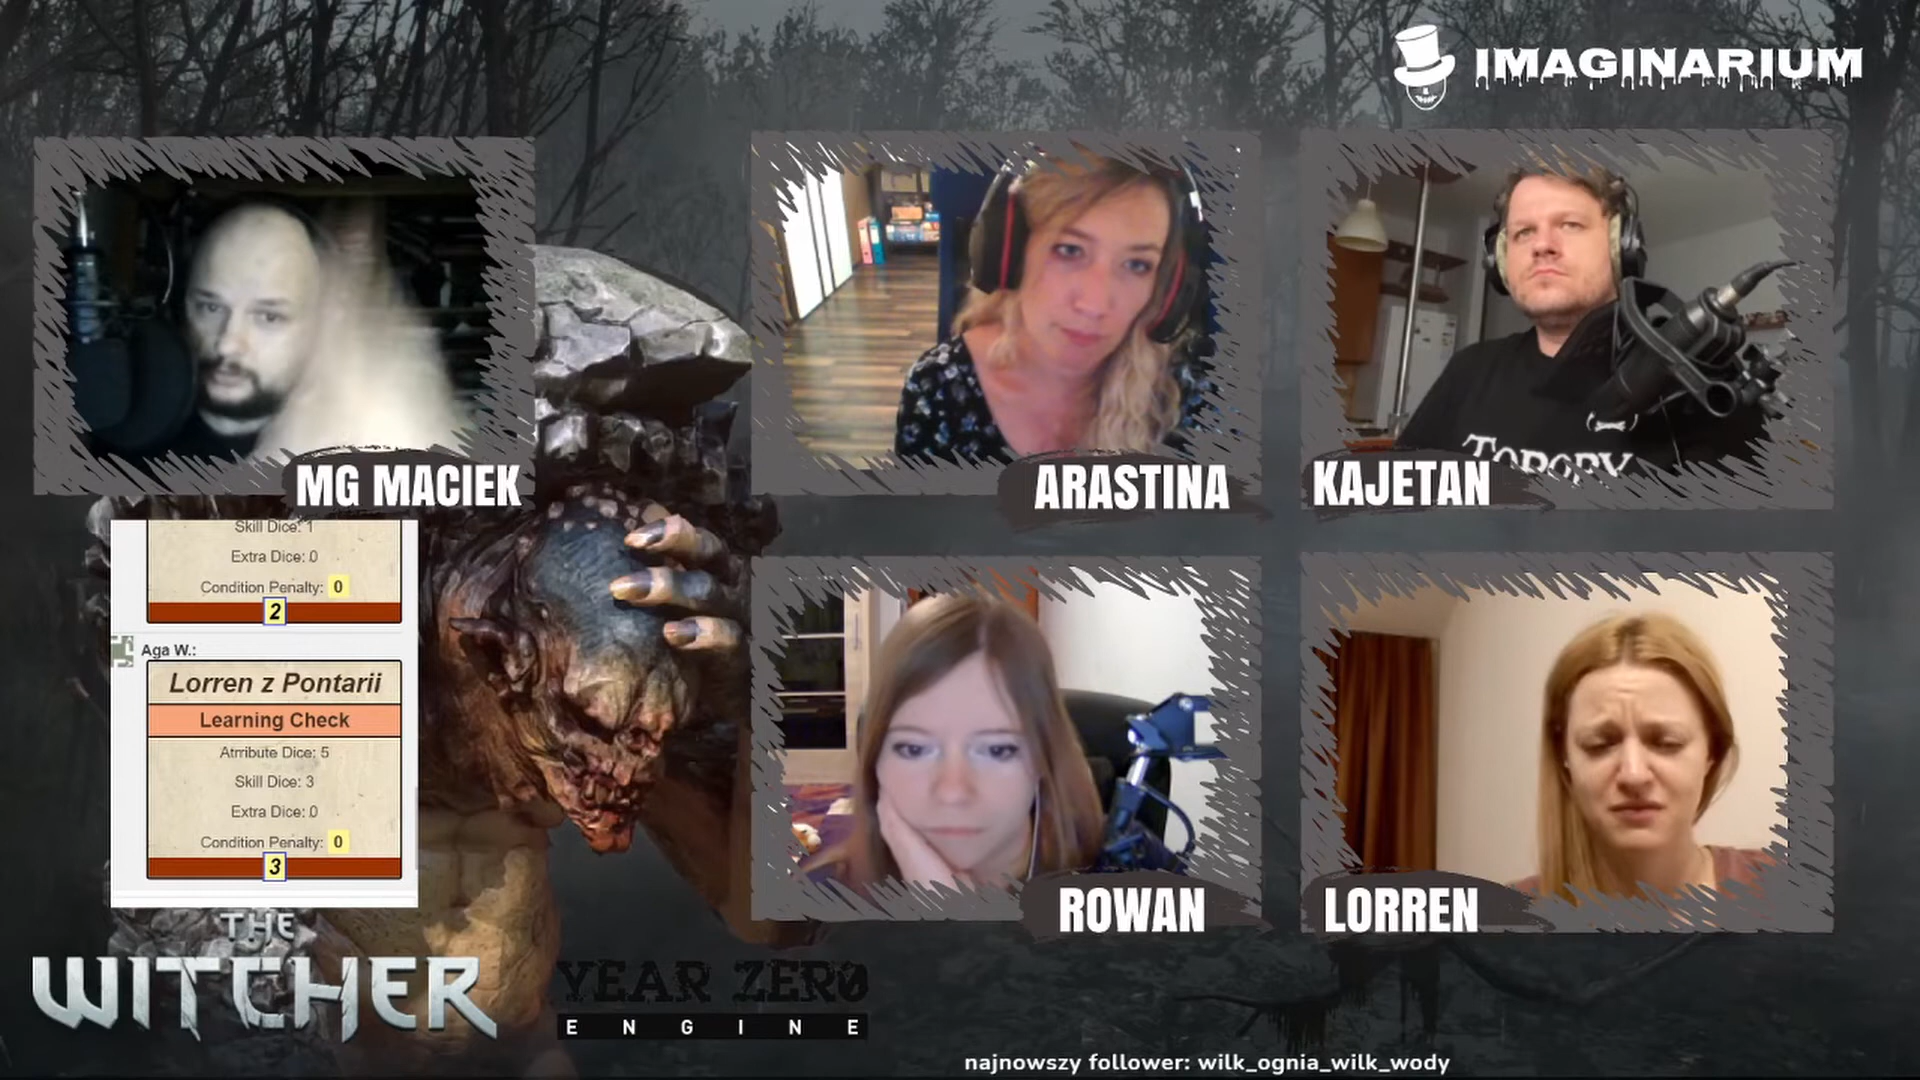 IMAGINARIUM
MG MACIEK
ARASTINA
KAJETAN
Skill Dice: 1
Extra Dice: 0
Condition Penalty: 0
2
Aga W.:
Lorren z Pontarii
Learning Check
Atrribute Dice: 5
Skill Dice: 3
Extra Dice: 0
Condition Penalty: 0
3
ROWAN
LORREN
THE
WITCHER
YEAR ZERØ
ENGINE
najnowszy follower: wilk_ognia_wilk_wody